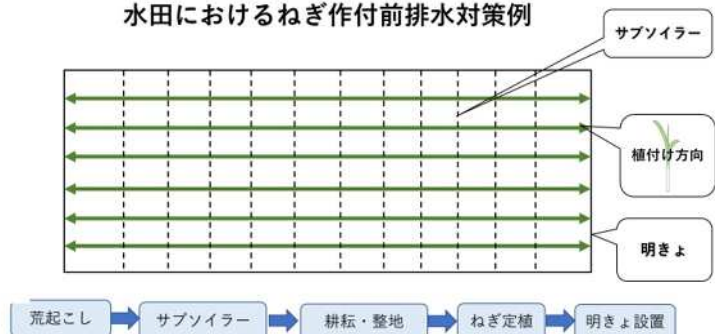 水田におけるねぎ作付前排水対策例
サブソイラー
植付け方向
明きょ
荒起こし
サブソイラー
耕耘・整地
ねぎ定植
明きょ設置